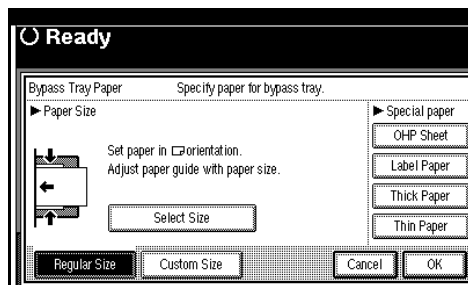 Ready
Bypass Tray Paper Specify paper for bypass tray.
► Paper Size
► Special paper
Set paper in orientation.
Adjust paper guide with paper size.
Select Size
OHP Sheet
Label Paper
Thick Paper
Thin Paper
Regular Size Custom Size Cancel OK